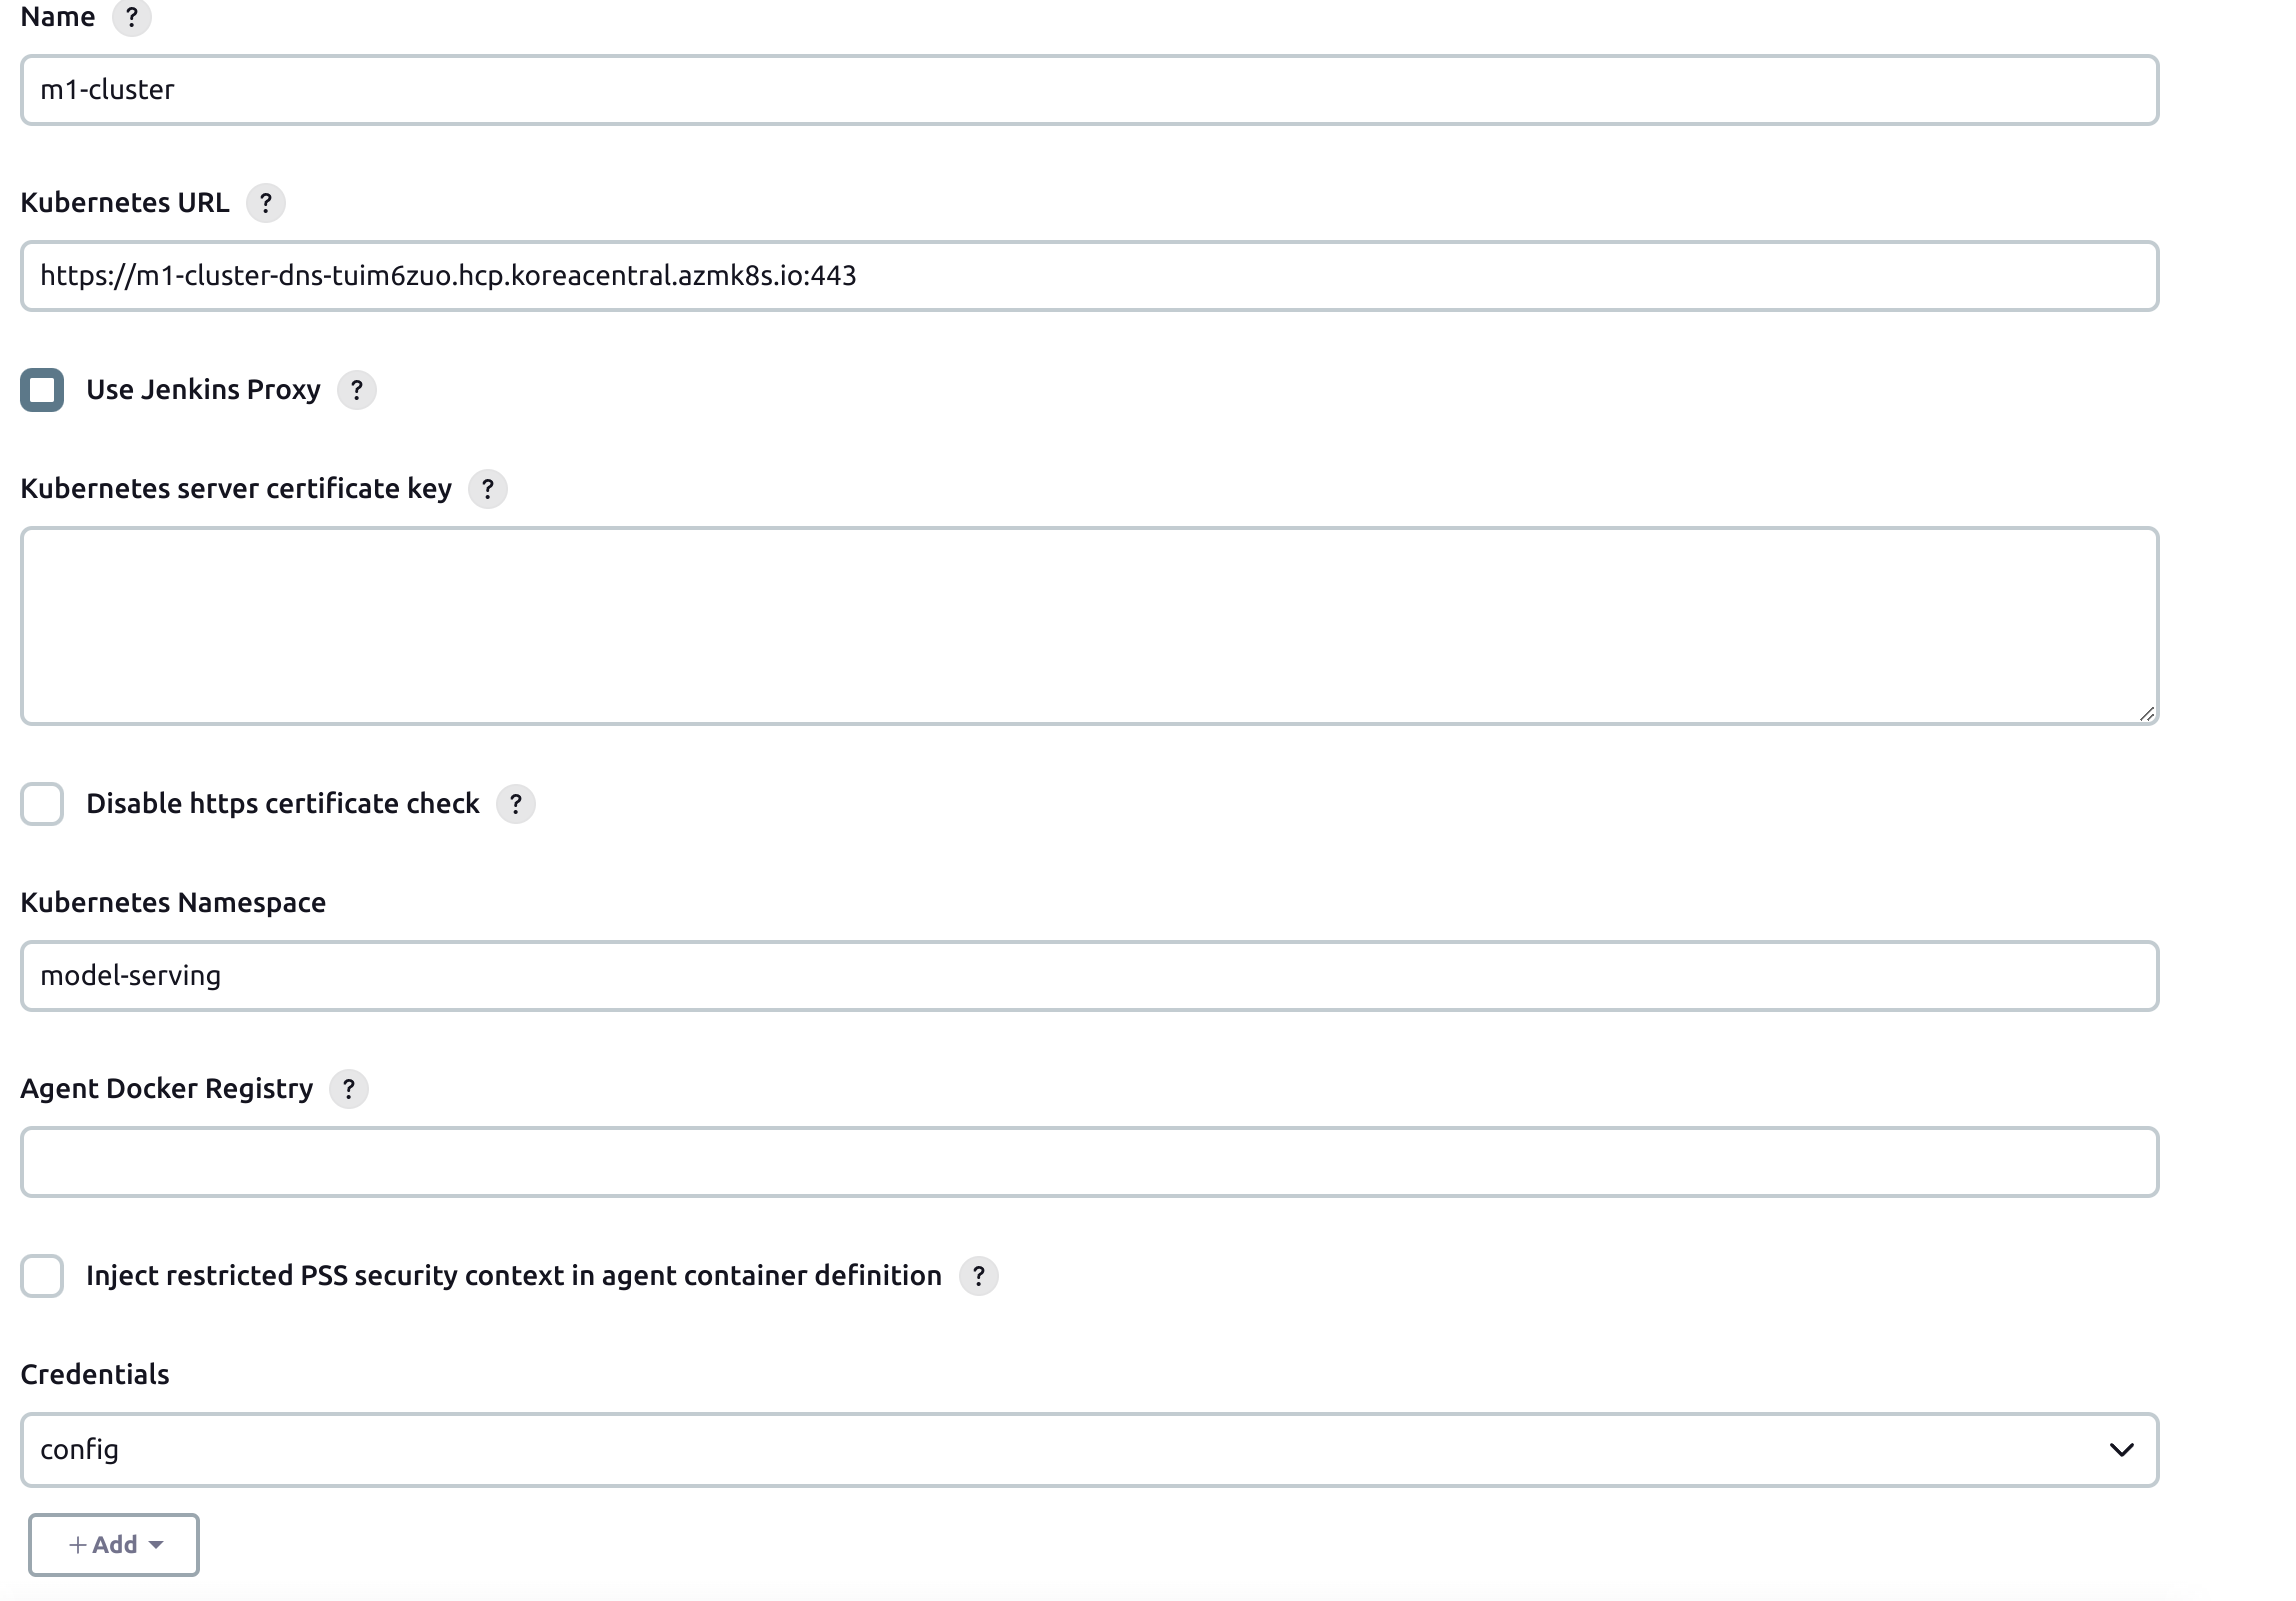 Name ?
m1-cluster
Kubernetes URL ?
https://m1-cluster-dns-tuim6zuo.hcp.koreacentral.azmk8s.io:443
Use Jenkins Proxy ?
Kubernetes server certificate key ?
Disable https certificate check ?
Kubernetes Namespace
model-serving
Agent Docker Registry ?
Inject restricted PSS security context in agent container definition ?
Credentials
config
+ Add